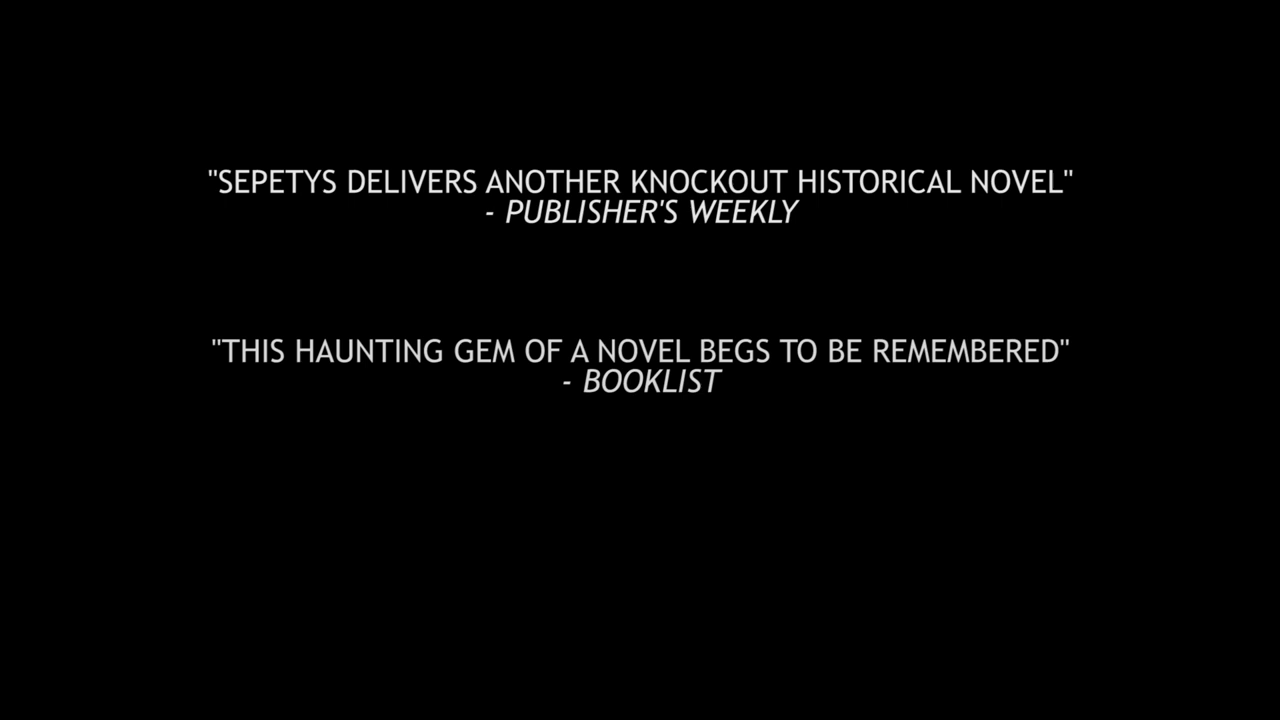 "SEPETYS DELIVERS ANOTHER KNOCKOUT HISTORICAL NOVEL"
- PUBLISHER'S WEEKLY
"THIS HAUNTING GEM OF A NOVEL BEGS TO BE REMEMBERED"
- BOOKLIST